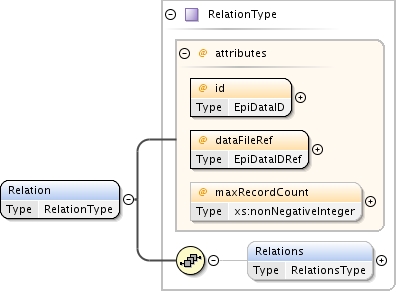 RelationType
@ attributes
@ id
Type EpiDataID
@ dataFileRef
Type EpiDataIDRef
@ maxRecordCount
Type xs:nonNegativeInteger
Relation
Type RelationType
Relations
Type RelationsType